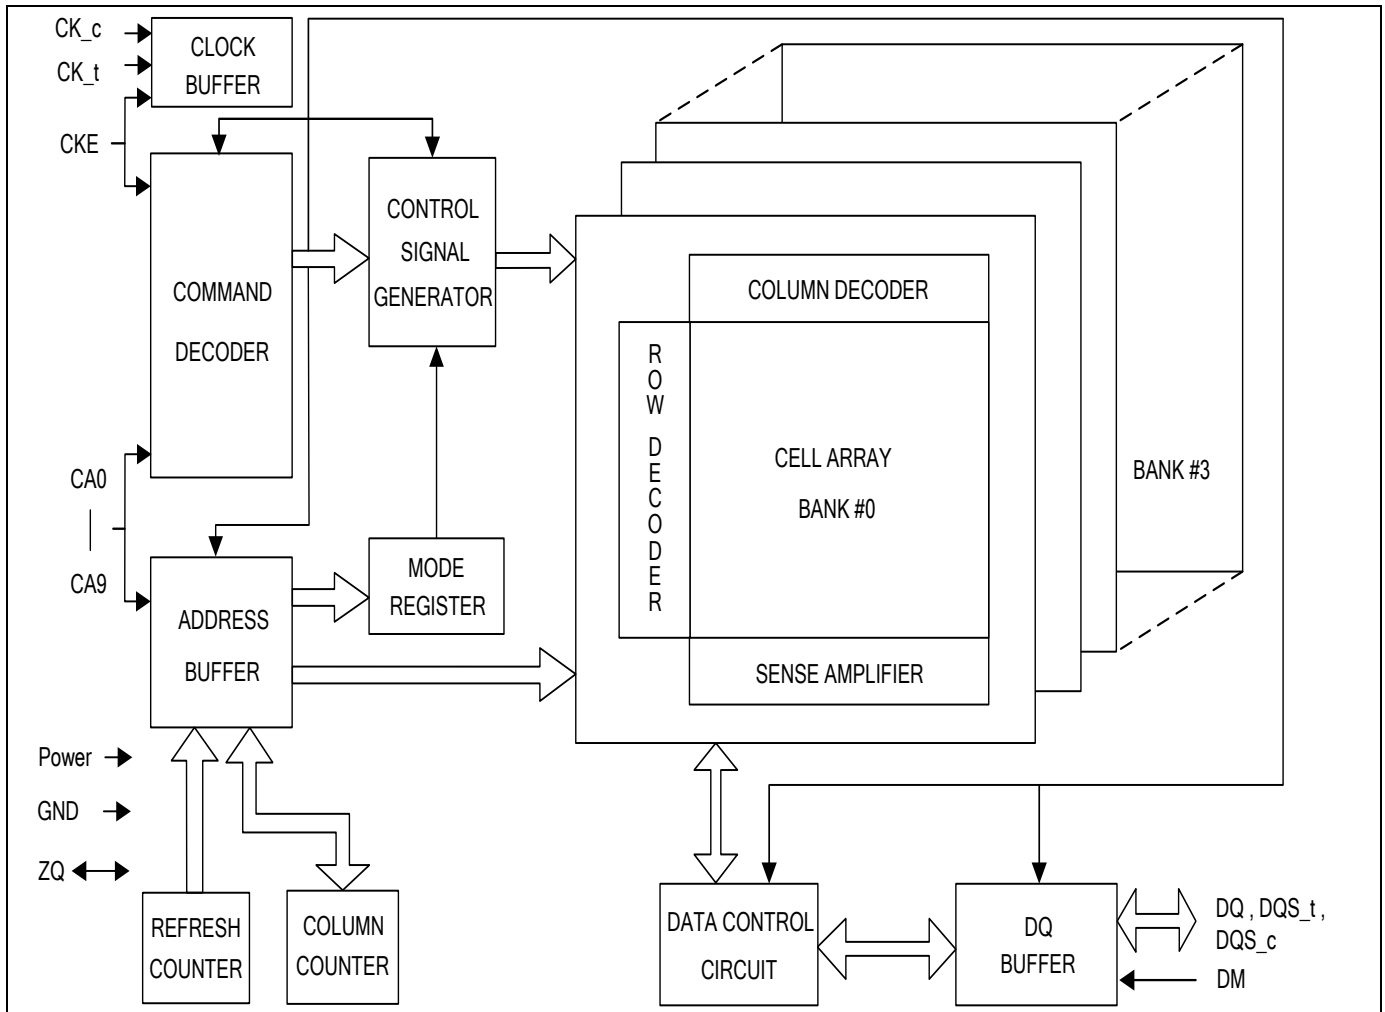 CK_c
CK_t
CKE
CLOCK
BUFFER
COMMAND
DECODER
CONTROL
SIGNAL
GENERATOR
COLUMN DECODER
ROW DECODER
CELL ARRAY
BANK #0
SENSE AMPLIFIER
BANK #3
CA0
CA9
ADDRESS
BUFFER
MODE
REGISTER
Power
GND
ZQ
REFRESH
COUNTER
COLUMN
COUNTER
DATA CONTROL
CIRCUIT
DQ
BUFFER
DQ , DQS_t ,
DQS_c
DM